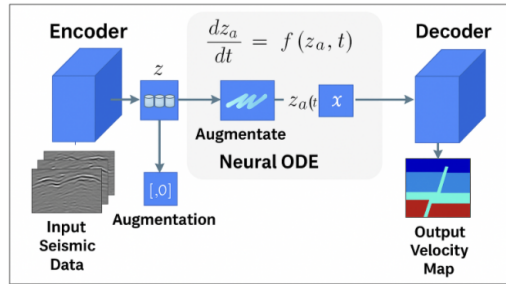 Encoder
dz_a/dt = f(z_a, t)
Decoder
z
z_a(t
x
Augmentate
Neural ODE
[,0]
Augmentation
Input
Seismic
Data
Output
Velocity
Map